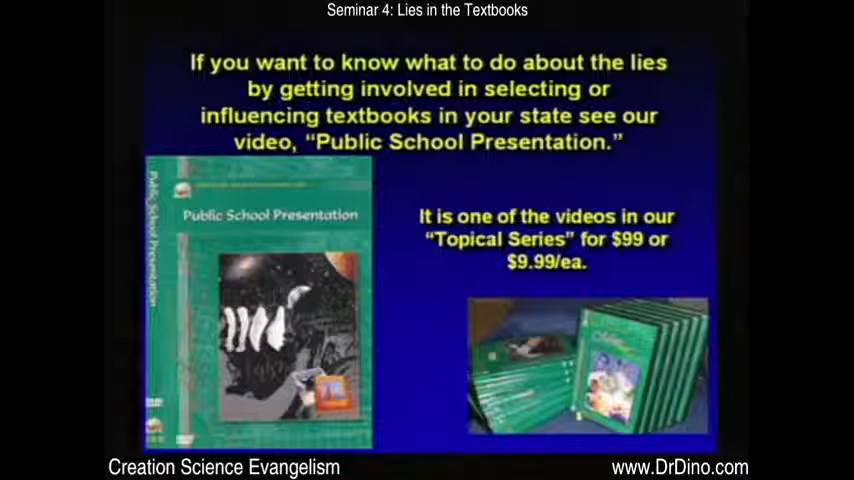 Seminar 4: Lies in the Textbooks
If you want to know what to do about the lies
by getting involved in selecting or
influencing textbooks in your state see our
video, “Public School Presentation.”
Public School Presentation
Public School Presentation
It is one of the videos in our
“Topical Series” for $99 or
$9.99/ea.
Creation Science Evangelism
www.DrDino.com